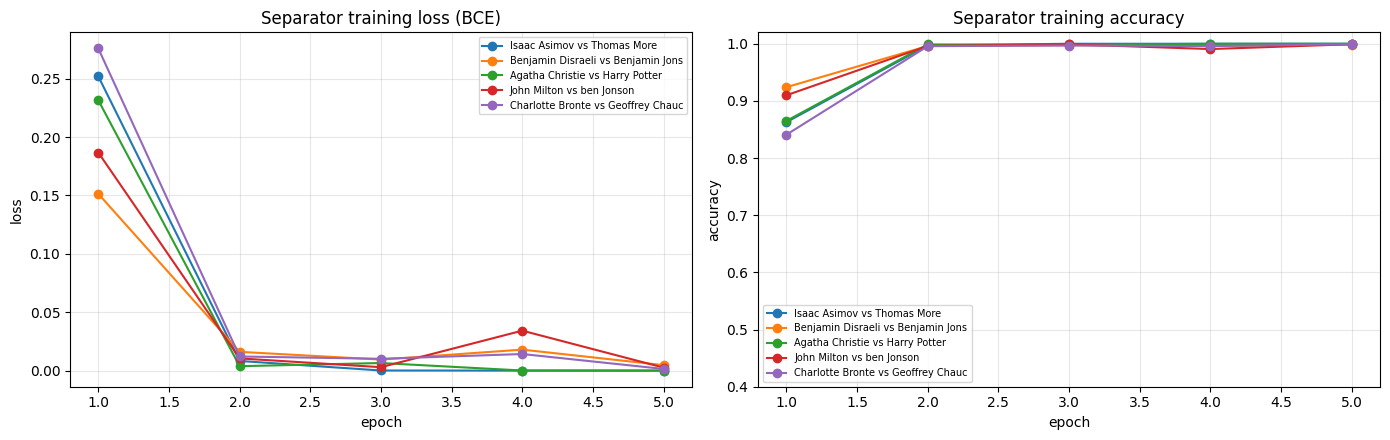 Separator training loss (BCE)
loss
0.25
0.20
0.15
0.10
0.05
0.00
Isaac Asimov vs Thomas More
Benjamin Disraeli vs Benjamin Jons
Agatha Christie vs Harry Potter
John Milton vs ben Jonson
Charlotte Bronte vs Geoffrey Chauc
1.0 1.5 2.0 2.5 3.0 3.5 4.0 4.5 5.0
epoch
Separator training accuracy
accuracy
1.0
0.9
0.8
0.7
0.6
0.5
0.4
Isaac Asimov vs Thomas More
Benjamin Disraeli vs Benjamin Jons
Agatha Christie vs Harry Potter
John Milton vs ben Jonson
Charlotte Bronte vs Geoffrey Chauc
1.0 1.5 2.0 2.5 3.0 3.5 4.0 4.5 5.0
epoch